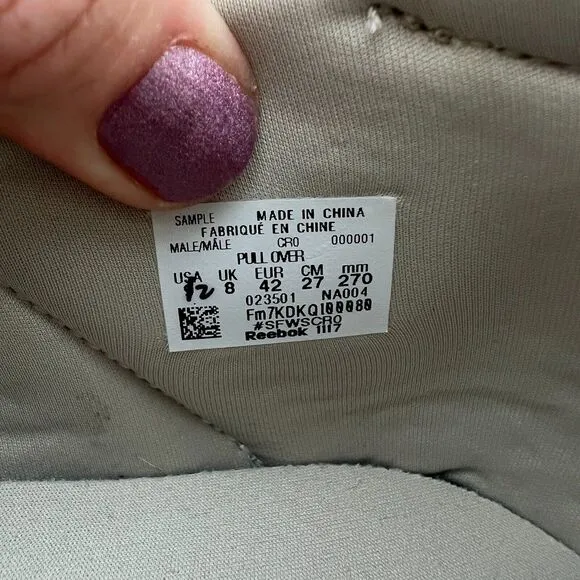 SAMPLE MADE IN CHINA
FABRIQUÉ EN CHINE
MALE/MÂLE CR0 000001
PULL OVER
USA UK EUR CM mm
12 8 42 27 270
023501 NA004
Fm7KDKQI00080
#SFWSCR0
Reebok 1117